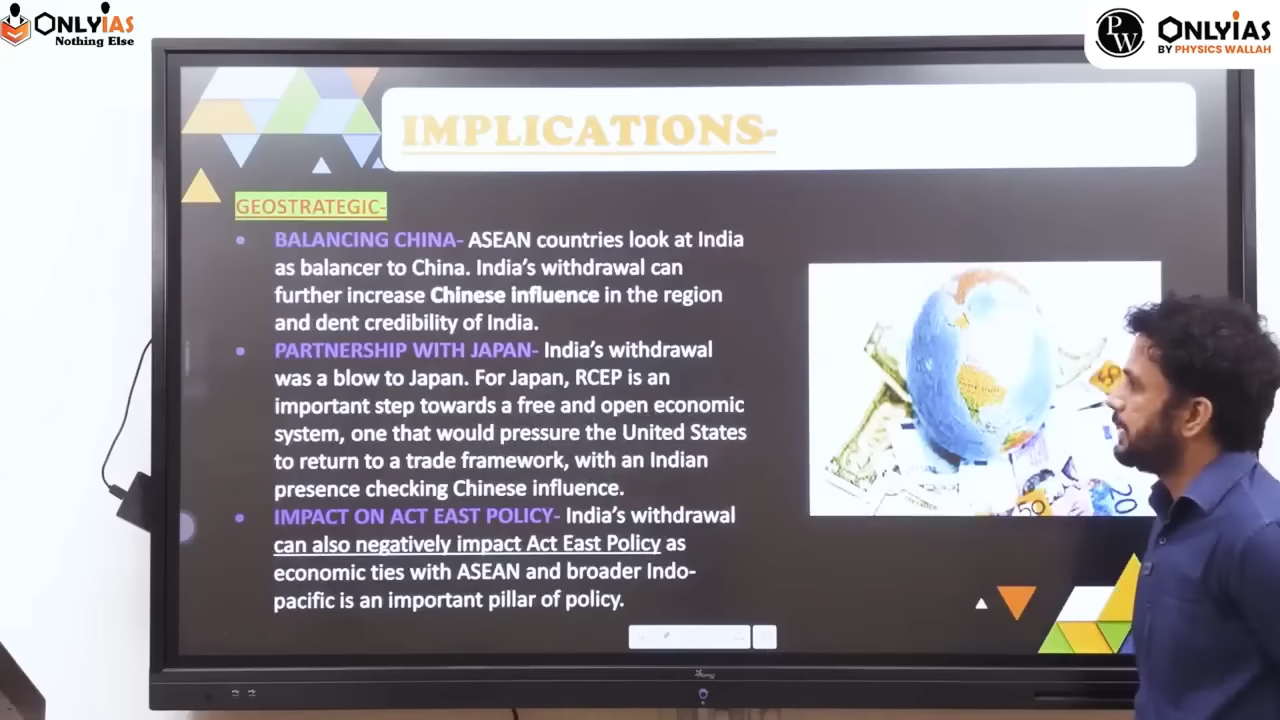 ONLYIAS
Nothing Else
PW
ONLYIAS
BY PHYSICS WALLAH
IMPLICATIONS-
GEOSTRATEGIC-
• BALANCING CHINA- ASEAN countries look at India
as balancer to China. India's withdrawal can
further increase Chinese influence in the region
and dent credibility of India.
• PARTNERSHIP WITH JAPAN- India's withdrawal
was a blow to Japan. For Japan, RCEP is an
important step towards a free and open economic
system, one that would pressure the United States
to return to a trade framework, with an Indian
presence checking Chinese influence.
• IMPACT ON ACT EAST POLICY- India's withdrawal
can also negatively impact Act East Policy as
economic ties with ASEAN and broader Indo-
pacific is an important pillar of policy.
50
20